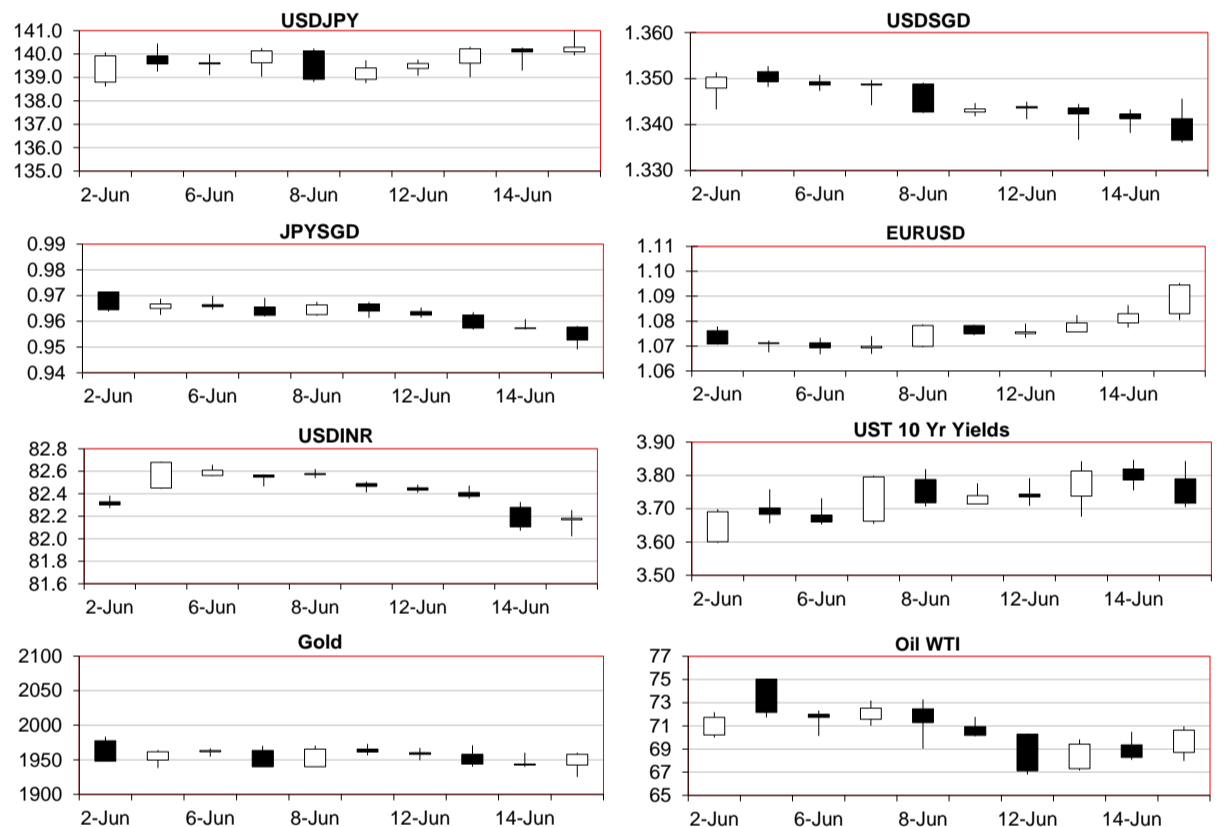 USDJPY
141.0
140.0
139.0
138.0
137.0
136.0
135.0
2-Jun 6-Jun 8-Jun 12-Jun 14-Jun
USDSGD
1.360
1.350
1.340
1.330
2-Jun 6-Jun 8-Jun 12-Jun 14-Jun
JPYSGD
0.99
0.98
0.97
0.96
0.95
0.94
2-Jun 6-Jun 8-Jun 12-Jun 14-Jun
EURUSD
1.11
1.10
1.09
1.08
1.07
1.06
2-Jun 6-Jun 8-Jun 12-Jun 14-Jun
USDINR
82.8
82.6
82.4
82.2
82.0
81.8
81.6
2-Jun 6-Jun 8-Jun 12-Jun 14-Jun
UST 10 Yr Yields
3.90
3.80
3.70
3.60
3.50
2-Jun 6-Jun 8-Jun 12-Jun 14-Jun
Gold
2100
2050
2000
1950
1900
2-Jun 6-Jun 8-Jun 12-Jun 14-Jun
Oil WTI
77
75
73
71
69
67
65
2-Jun 6-Jun 8-Jun 12-Jun 14-Jun